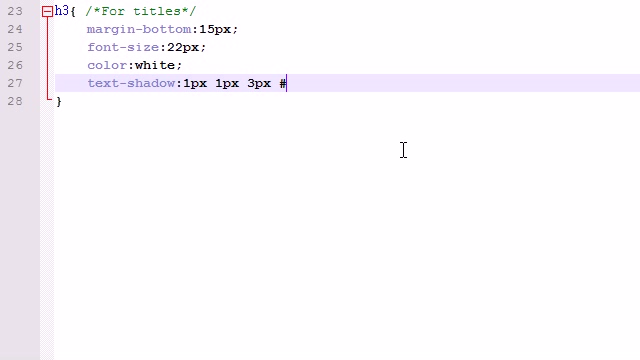 23 h3{ /*For titles*/
24 margin-bottom:15px;
25 font-size:22px;
26 color:white;
27 text-shadow:1px 1px 3px #
28 }